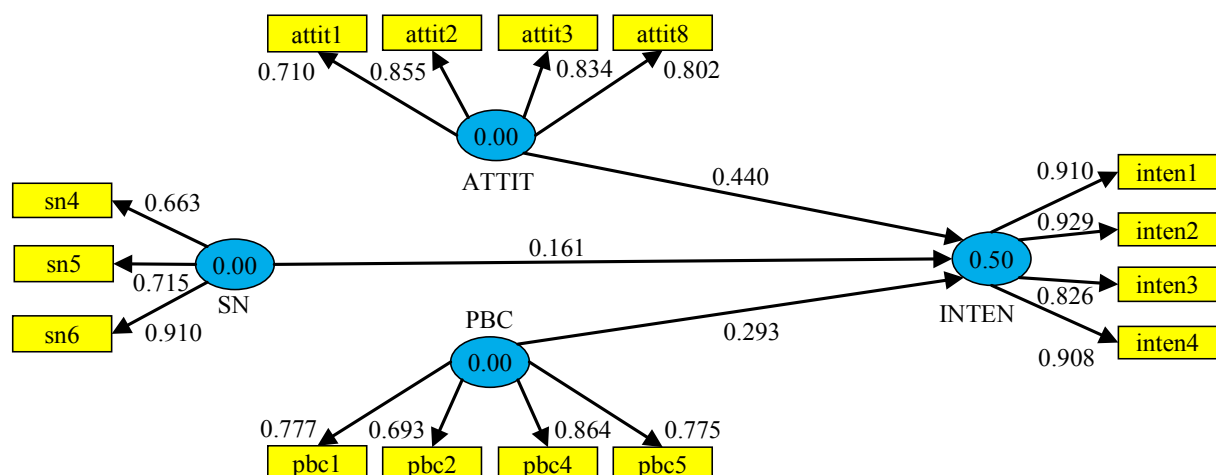 attit1 attit2 attit3 attit8
0.710 0.855 0.834 0.802
0.00
ATTIT
0.440
sn4
0.663
sn5
0.715
sn6
0.910
0.00
SN
0.161
PBC
0.00
0.293
0.777 0.693 0.864 0.775
pbc1 pbc2 pbc4 pbc5
0.50
INTEN
0.910
inten1
0.929
inten2
0.826
inten3
0.908
inten4